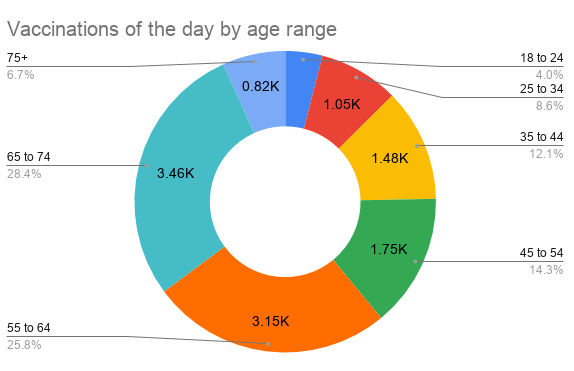 Vaccinations of the day by age range
75+
6.7%
18 to 24
4.0%
25 to 34
8.6%
0.82K
1.05K
35 to 44
12.1%
1.48K
65 to 74
28.4%
3.46K
1.75K
45 to 54
14.3%
3.15K
55 to 64
25.8%